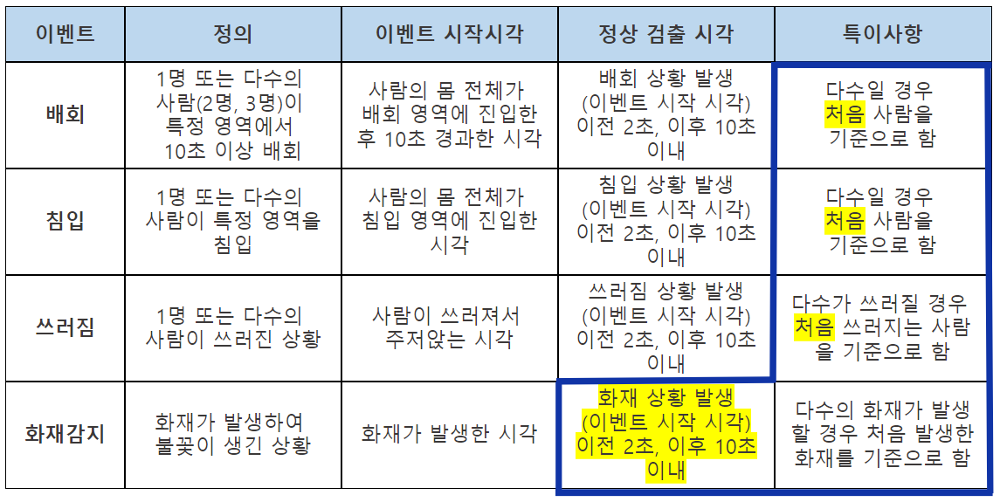 이벤트
정의
이벤트 시작시각
정상 검출 시각
특이사항
배회
1명 또는 다수의
사람(2명, 3명)이
특정 영역에서
10초 이상 배회
사람의 몸 전체가
배회 영역에 진입한
후 10초 경과한 시각
배회 상황 발생
(이벤트 시작 시각)
이전 2초, 이후 10초
이내
다수일 경우
처음 사람을
기준으로 함
침입
1명 또는 다수의
사람이 특정 영역을
침입
사람의 몸 전체가
침입 영역에 진입한
시각
침입 상황 발생
(이벤트 시작 시각)
이전 2초, 이후 10초
이내
다수일 경우
처음 사람을
기준으로 함
쓰러짐
1명 또는 다수의
사람이 쓰러진 상황
사람이 쓰러져서
주저앉는 시각
쓰러짐 상황 발생
(이벤트 시작 시각)
이전 2초, 이후 10초
이내
다수가 쓰러질 경우
처음 쓰러지는 사람
을 기준으로 함
화재감지
화재가 발생하여
불꽃이 생긴 상황
화재가 발생한 시각
화재 상황 발생
(이벤트 시작 시각)
이전 2초, 이후 10초
이내
다수의 화재가 발생
할 경우 처음 발생한
화재를 기준으로 함